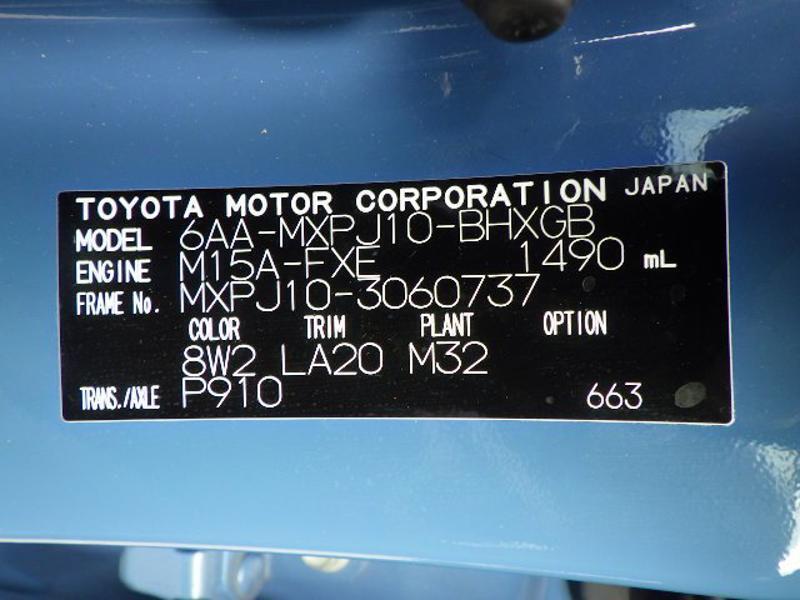 TOYOTA MOTOR CORPORATION JAPAN
MODEL 6AA-MXPJ10-BHXGB
ENGINE M15A-FXE 1490 mL
FRAME No. MXPJ10-3060737
COLOR TRIM PLANT OPTION
8W2 LA20 M32
TRANS./AXLE P910 663